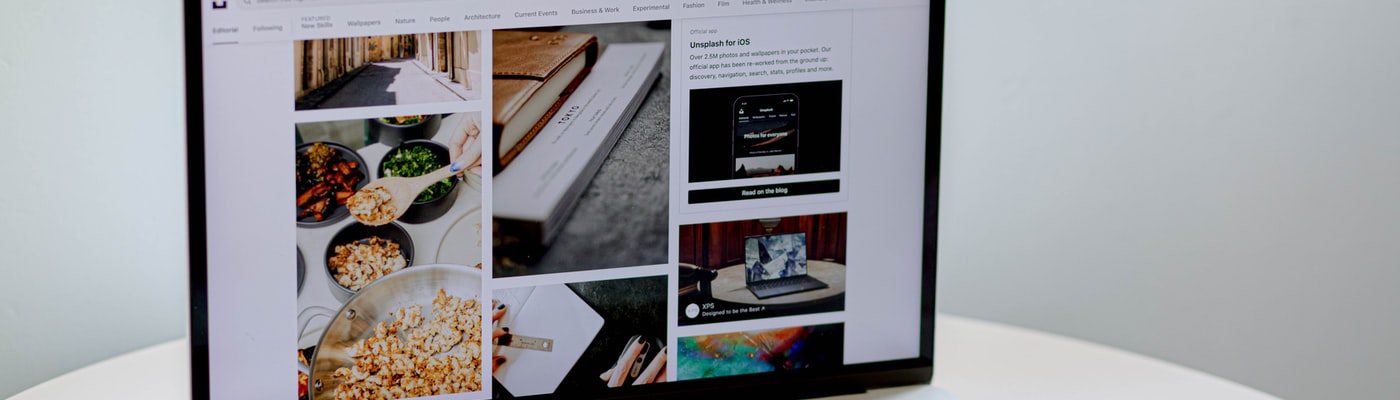 Editorial
Following
FEATURED
New Skills
Wallpapers
Nature
People
Architecture
Current Events
Business & Work
Experimental
Fashion
Film
Health & Wellness
TOKYO
Official app
Unsplash for iOS
Over 2.5M photos and wallpapers in your pocket. Our
official app has been re-worked from the ground up:
discovery, navigation, search, stats, profiles and more.
Unsplash
Photos for everyone
Read on the blog
XPS
Designed to be the Best